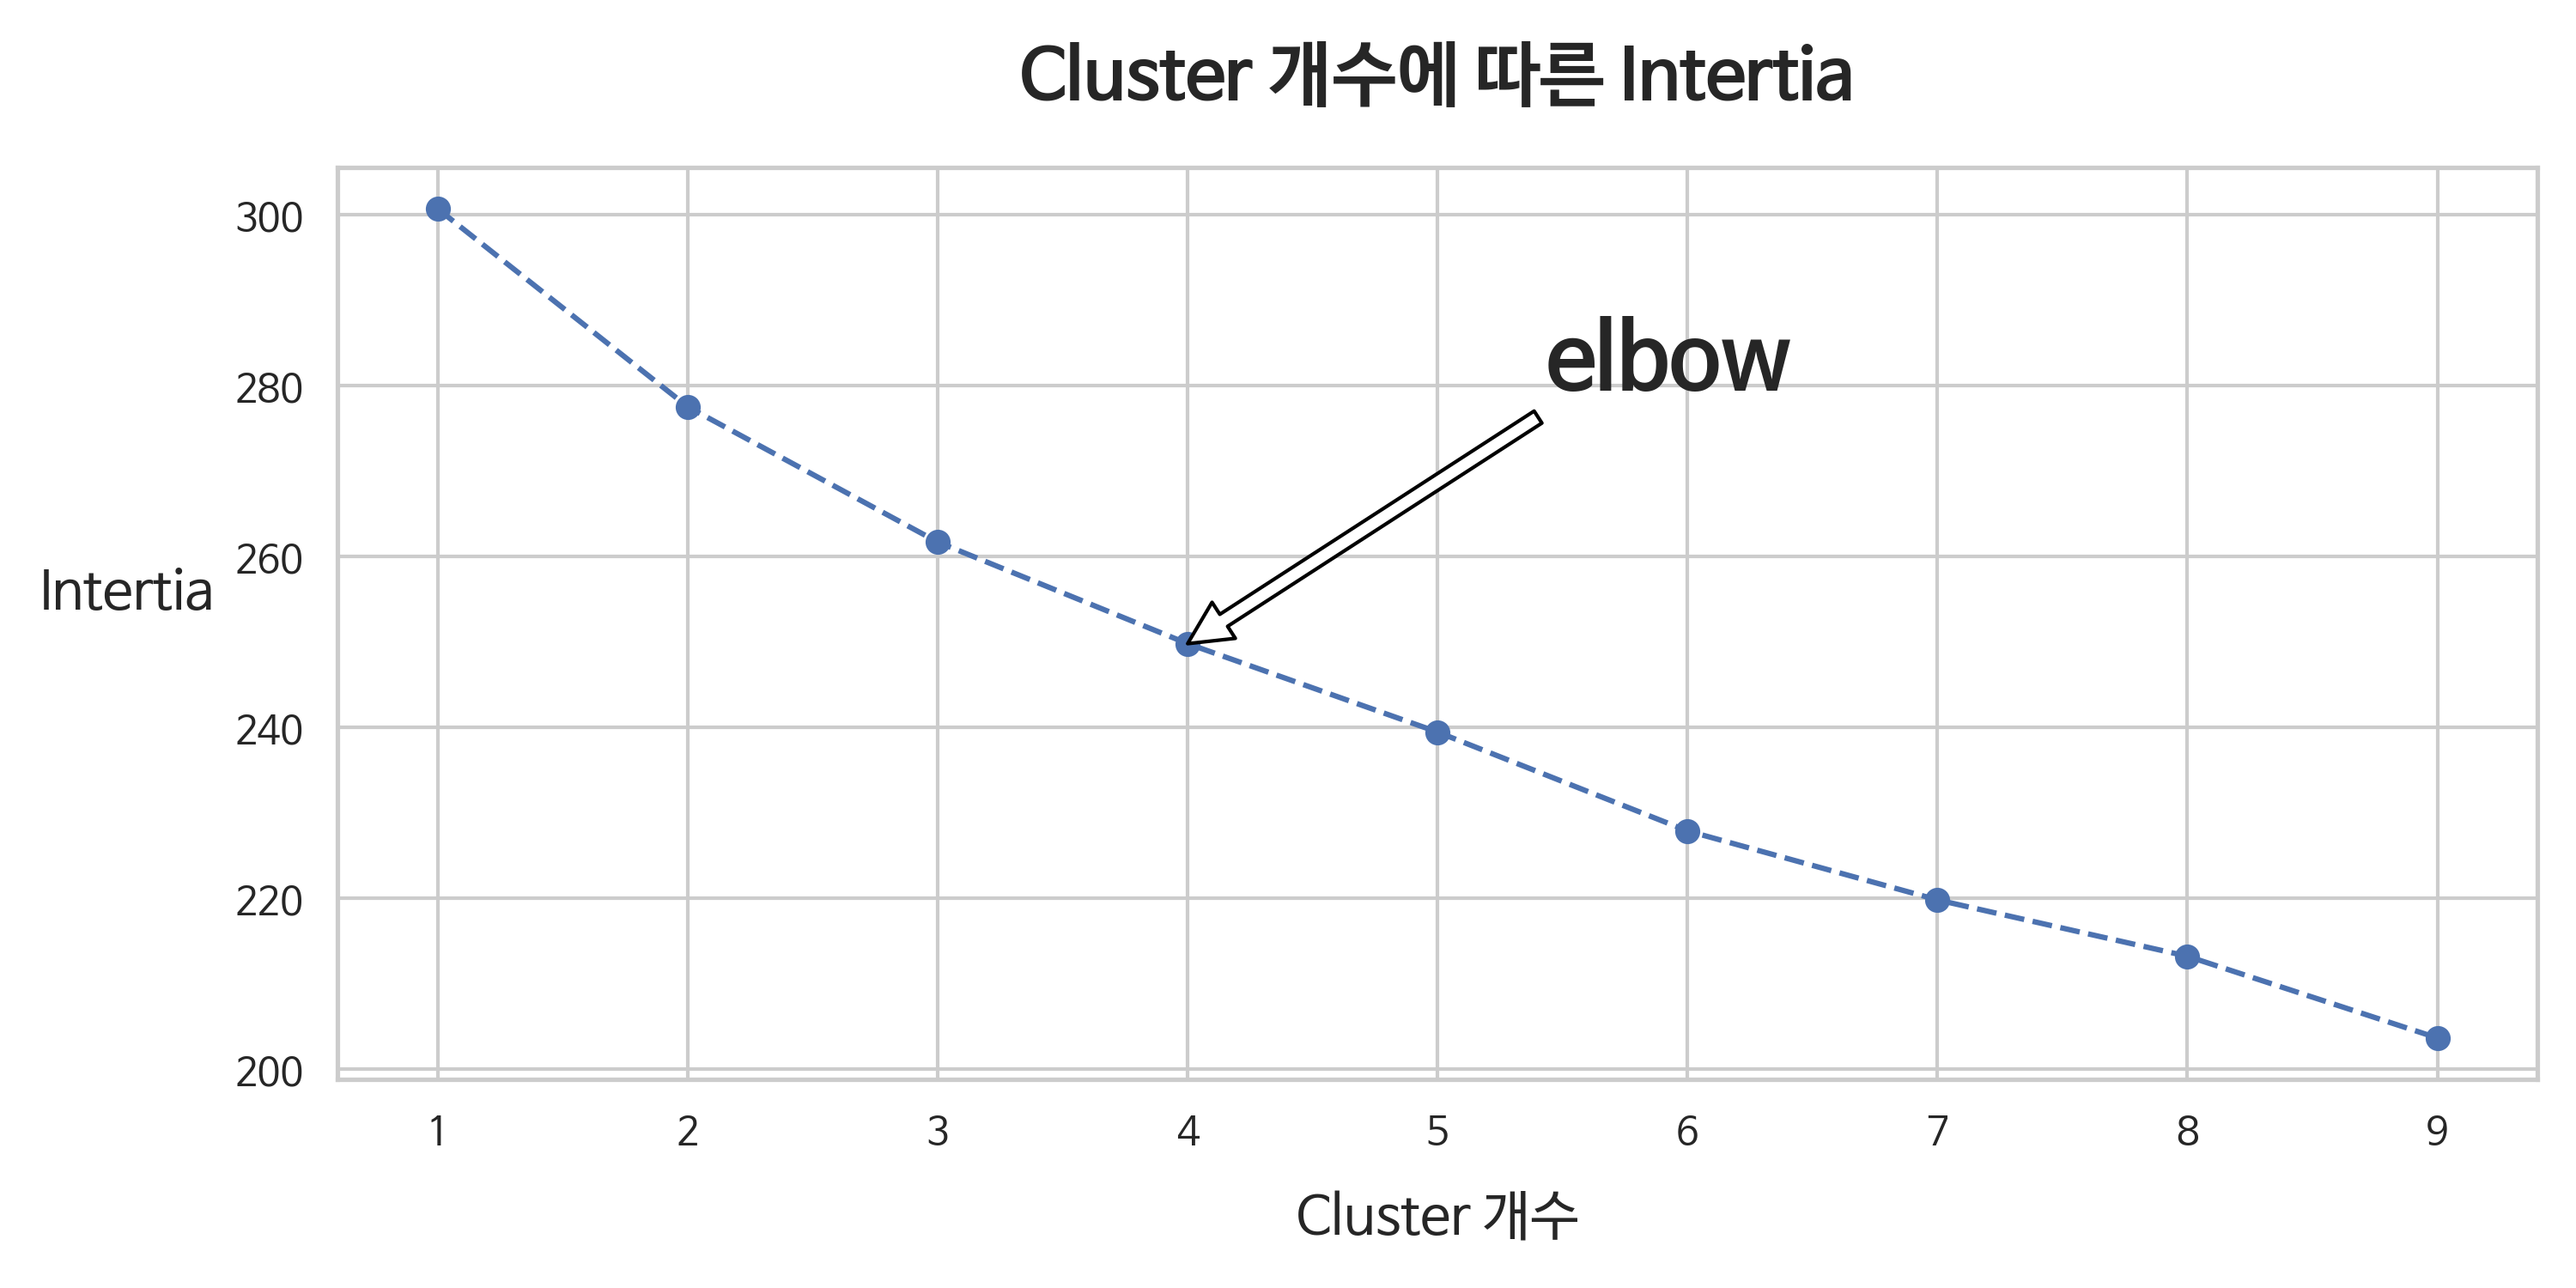 Cluster 개수에 따른 Intertia
300
280
260
240
220
200
Intertia
elbow
1 2 3 4 5 6 7 8 9
Cluster 개수